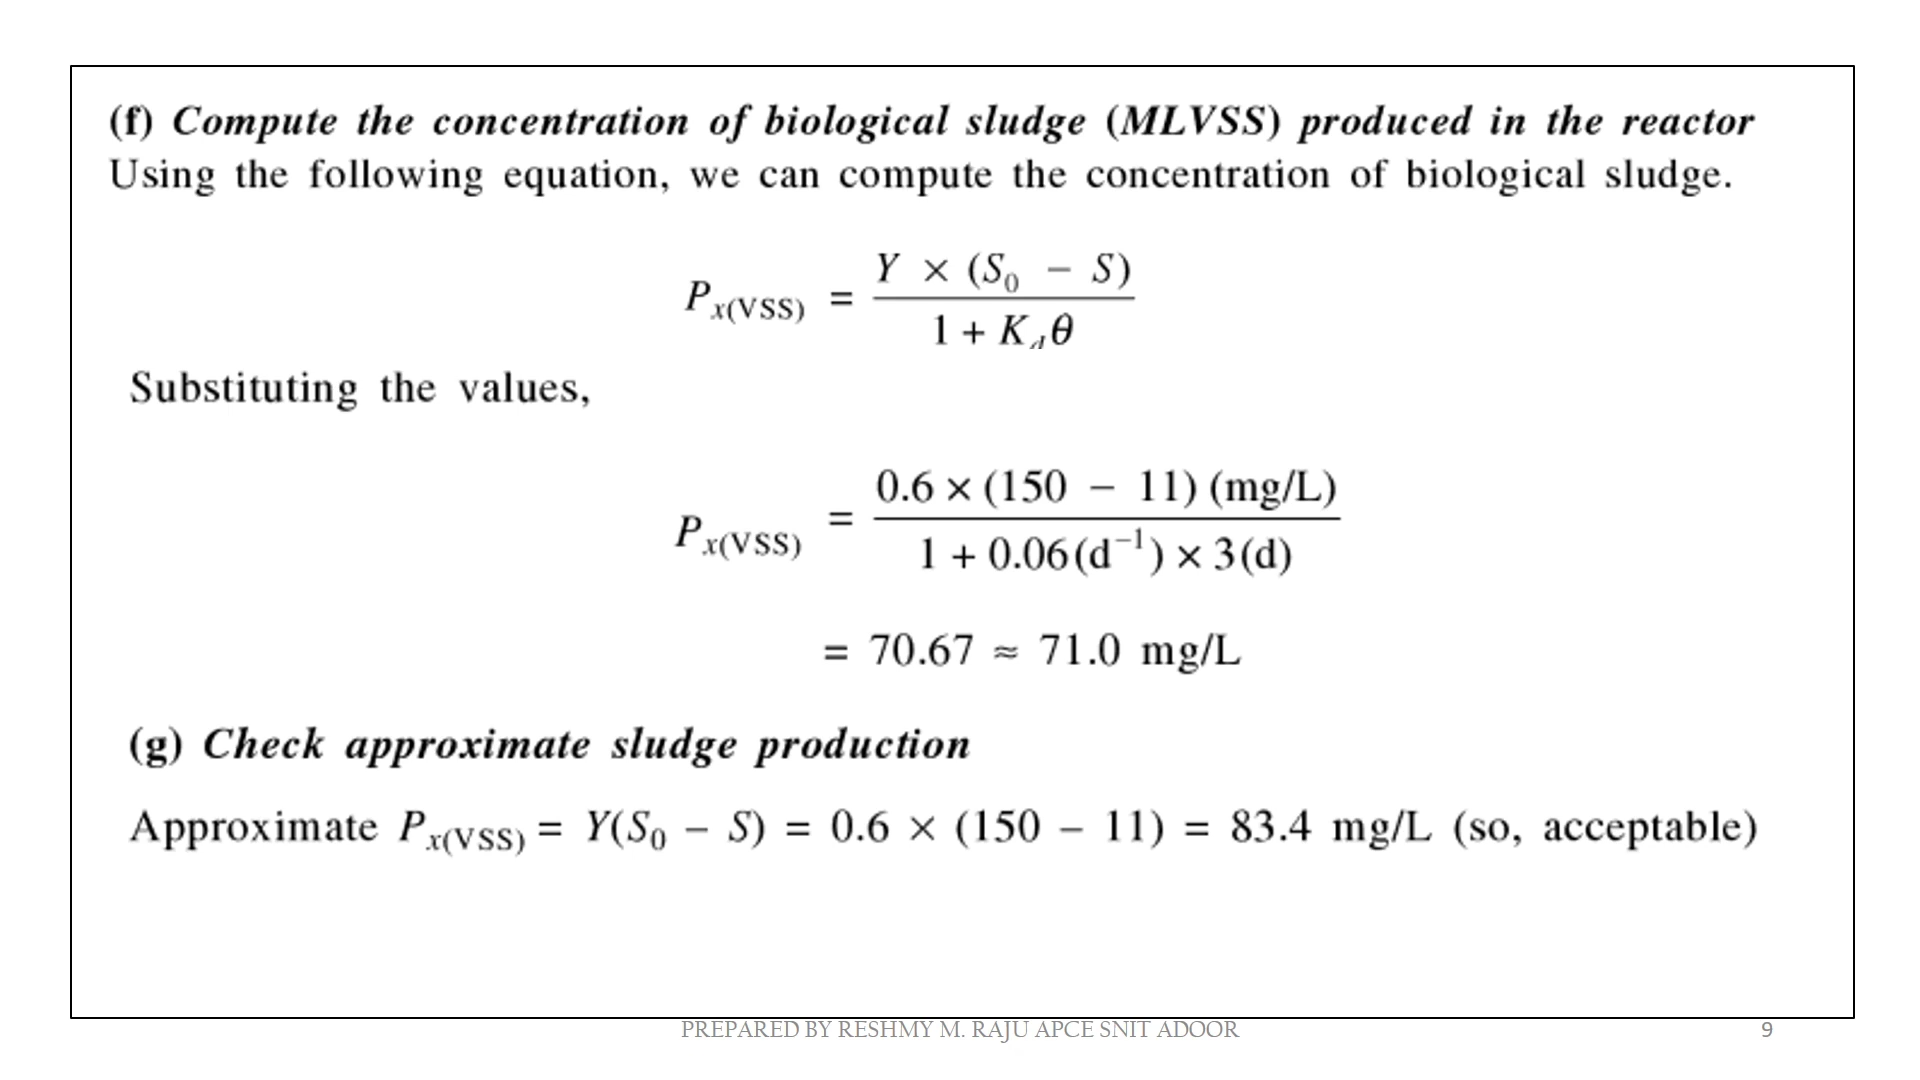 (f) Compute the concentration of biological sludge (MLVSS) produced in the reactor
Using the following equation, we can compute the concentration of biological sludge.
Pₓ(VSS) = Y × (S₀ − S) / 1 + K_dθ
Substituting the values,
Pₓ(VSS) = 0.6 × (150 − 11) (mg/L) / 1 + 0.06(d⁻¹) × 3(d)
= 70.67 ≈ 71.0 mg/L
(g) Check approximate sludge production
Approximate Pₓ(VSS) = Y(S₀ − S) = 0.6 × (150 − 11) = 83.4 mg/L (so, acceptable)
PREPARED BY RESHMY M. RAJU APCE SNIT ADOOR
9